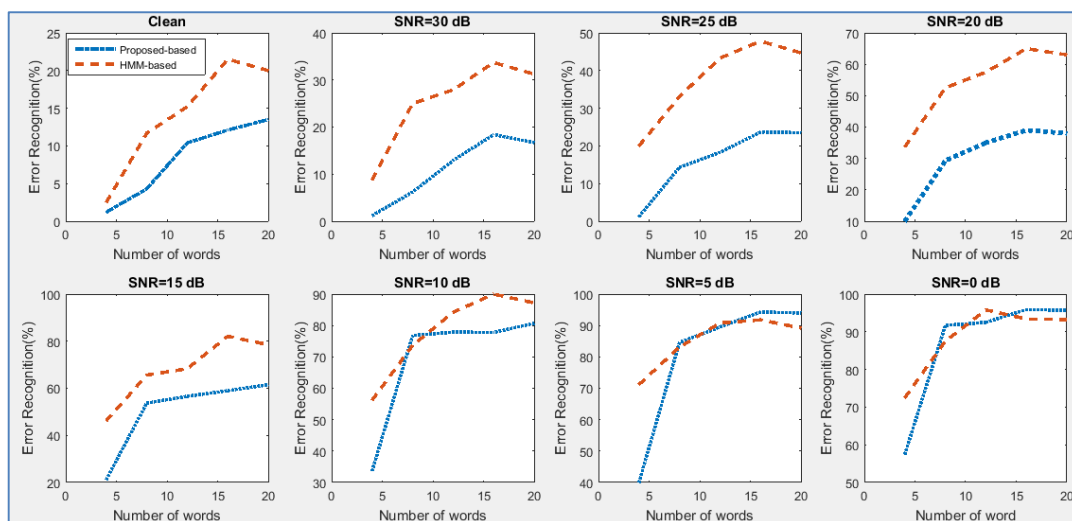 Clean
SNR=30 dB
SNR=25 dB
SNR=20 dB
Error Recognition(%)
25
20
15
10
5
0
Proposed-based
HMM-based
0 5 10 15 20
Number of words
Error Recognition(%)
40
30
20
10
0
0 5 10 15 20
Number of words
Error Recognition(%)
50
40
30
20
10
0
0 5 10 15 20
Number of words
Error Recognition(%)
70
60
50
40
30
20
10
0 5 10 15 20
Number of words
SNR=15 dB
SNR=10 dB
SNR=5 dB
SNR=0 dB
Error Recognition(%)
100
80
60
40
20
0 5 10 15 20
Number of words
Error Recognition(%)
90
80
70
60
50
40
30
0 5 10 15 20
Number of words
Error Recognition(%)
100
90
80
70
60
50
40
0 5 10 15 20
Number of words
Error Recognition(%)
100
90
80
70
60
50
0 5 10 15 20
Number of word